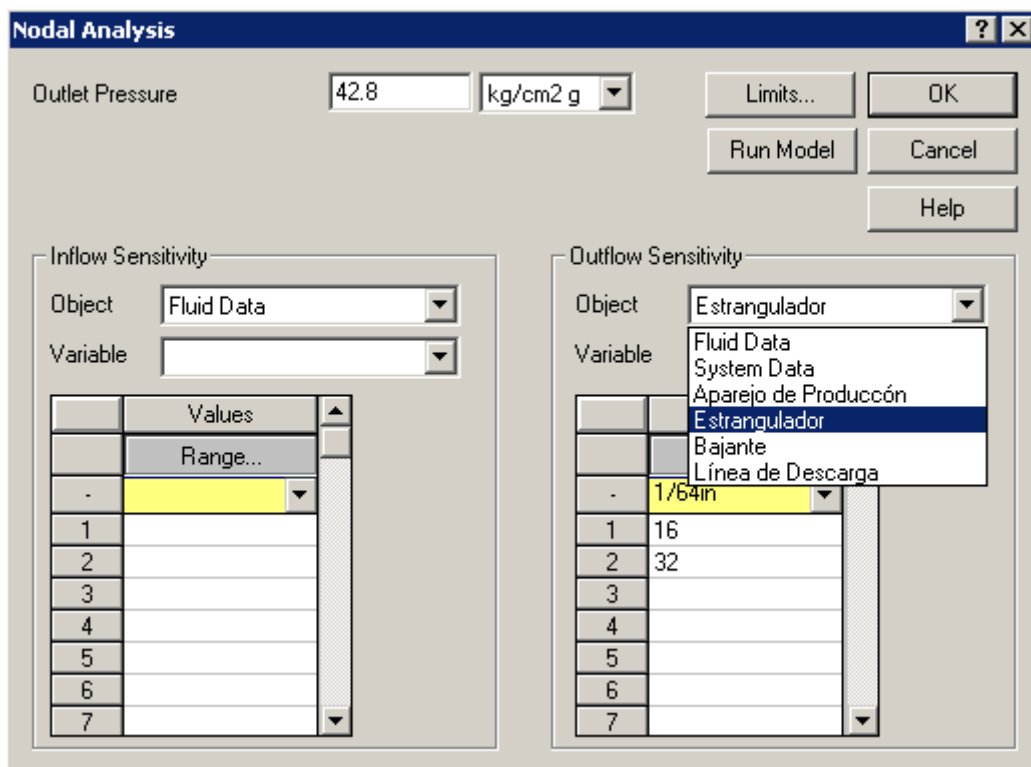 Nodal Analysis
Outlet Pressure 42.8 kg/cm2 g Limits... OK
Run Model Cancel
Help
Inflow Sensitivity
Object Fluid Data
Variable
Values
Range...
-
1
2
3
4
5
6
7
Outflow Sensitivity
Object Estrangulador
Variable
Fluid Data
System Data
Aparejo de Produccón
Estrangulador
Bajante
Línea de Descarga
- 1/64in
1 16
2 32
3
4
5
6
7